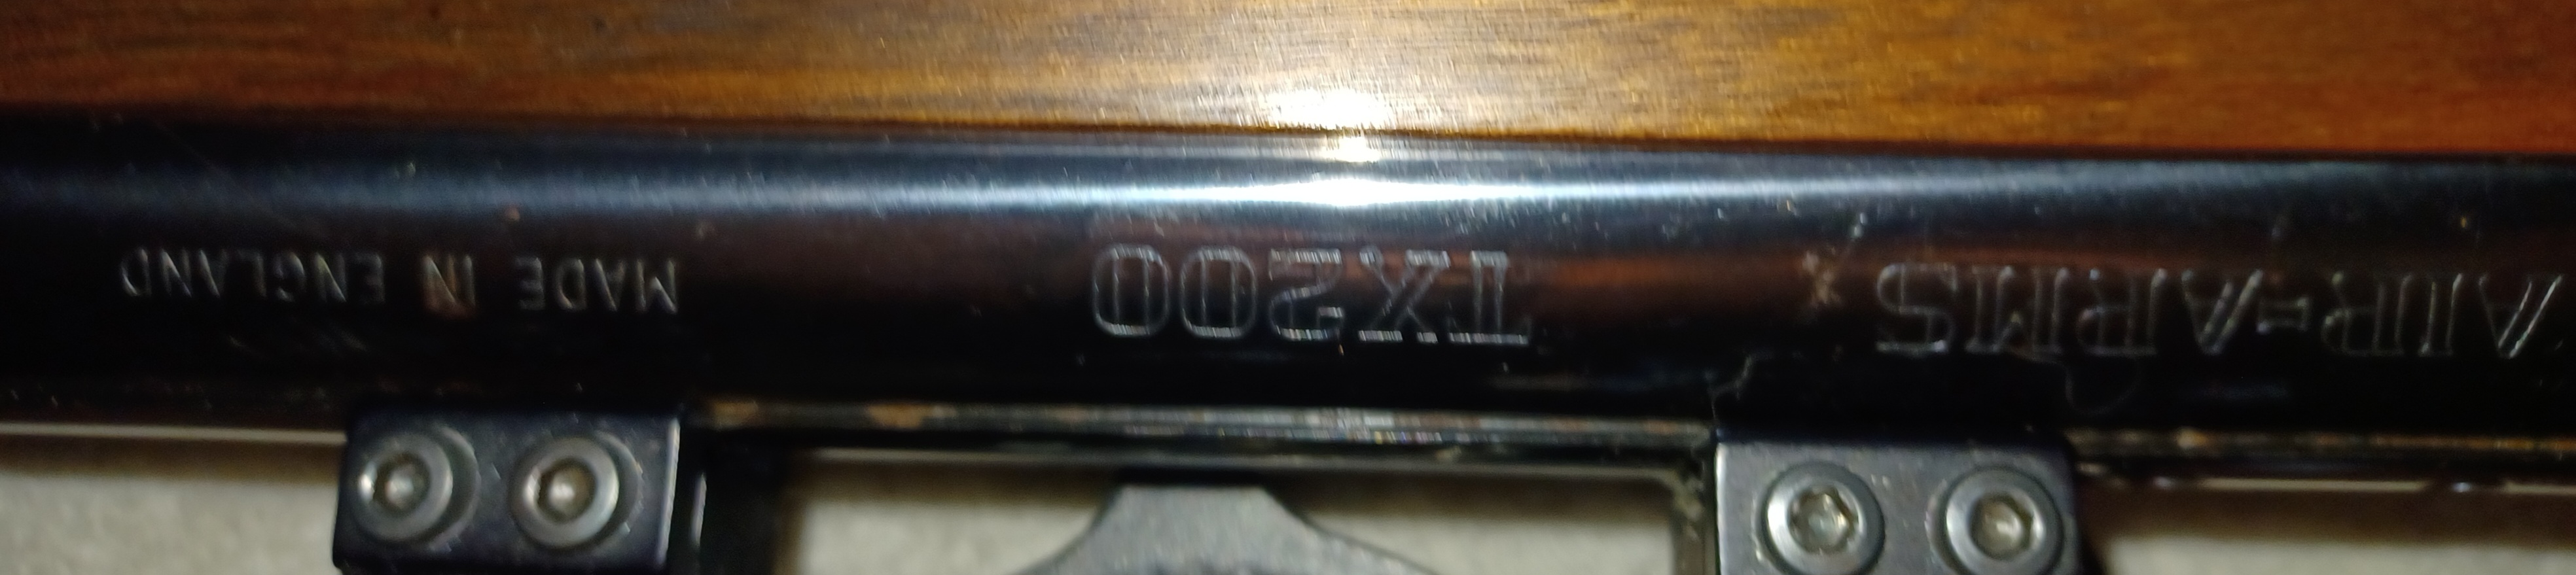 AIR-ARMS TX200 MADE IN ENGLAND